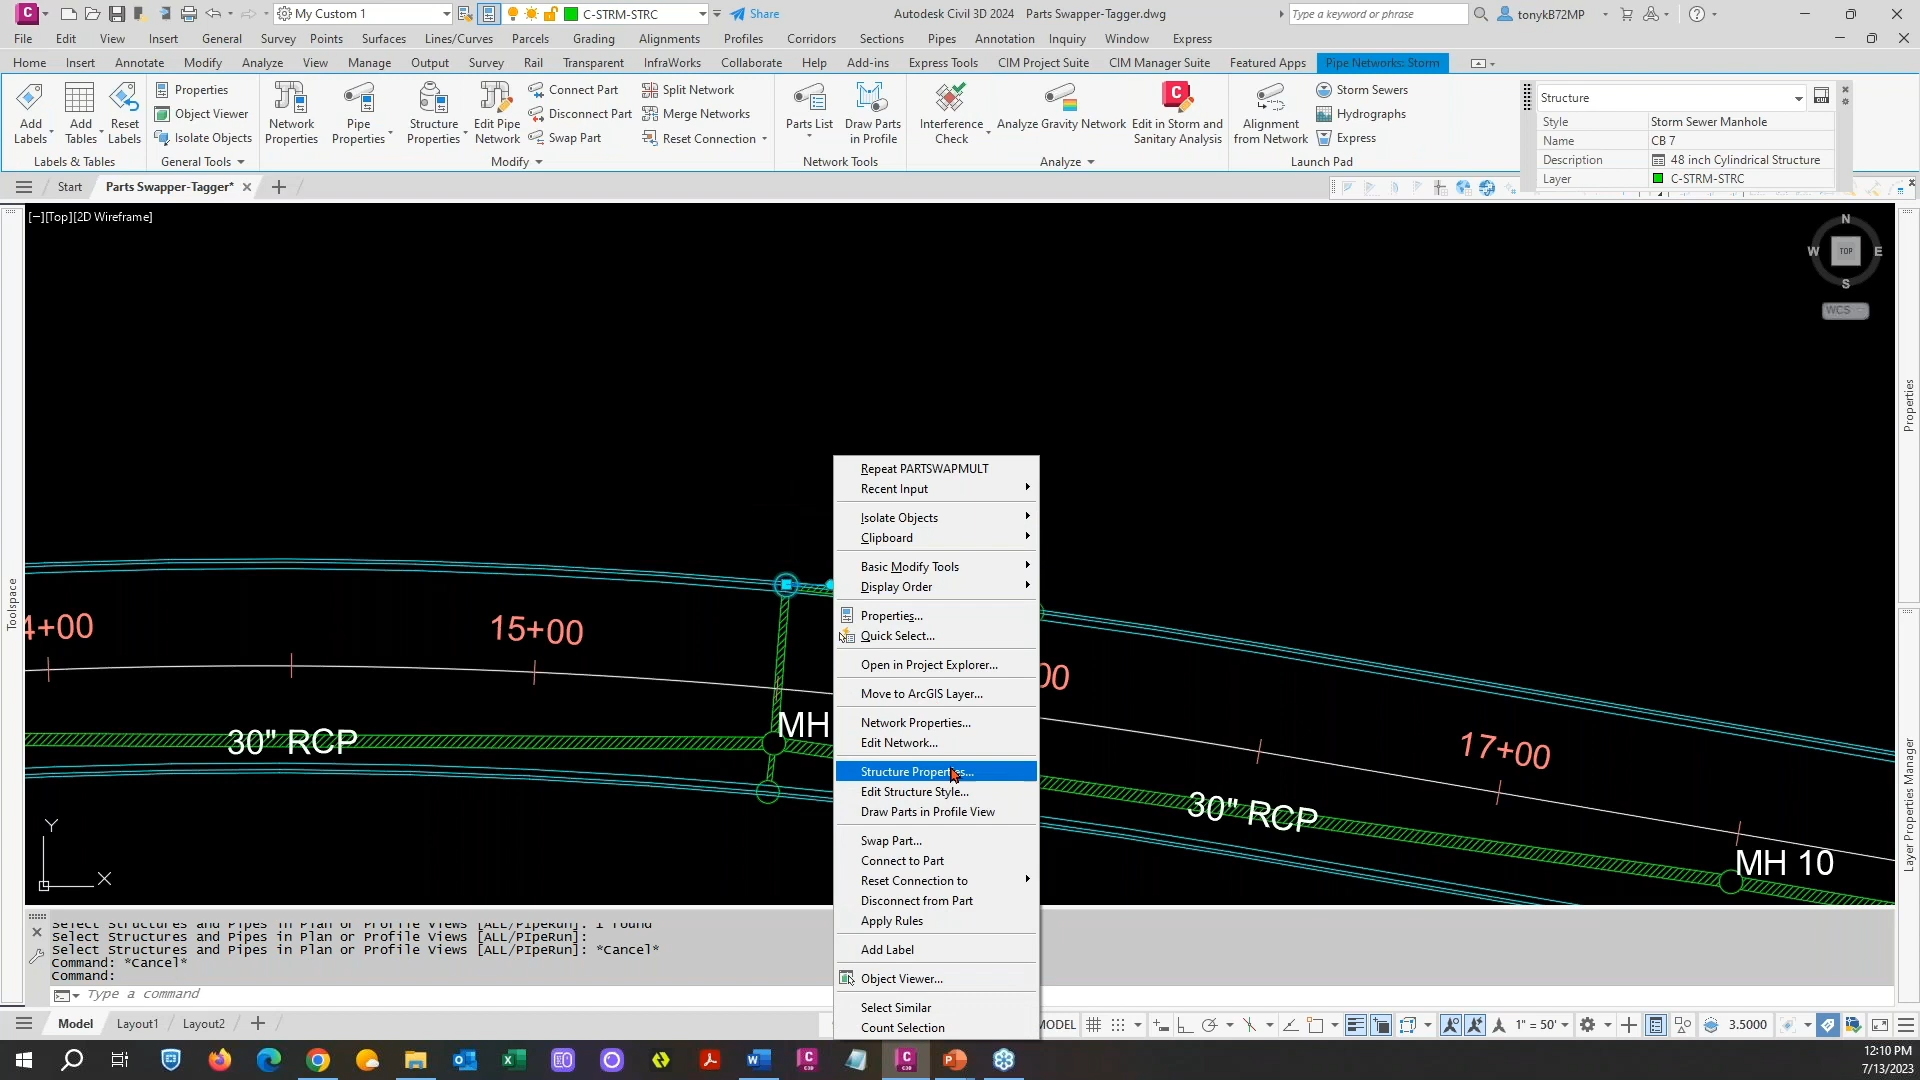 My Custom 1
C-STRM-STRC
Share
Autodesk Civil 3D 2024 Parts Swapper-Tagger.dwg
Type a keyword or phrase
tonykB72MP
File Edit View Insert General Survey Points Surfaces Lines/Curves Parcels Grading Alignments Profiles Corridors Sections Pipes Annotation Inquiry Window Express
Home Insert Annotate Modify Analyze View Manage Output Survey Rail Transparent InfraWorks Collaborate Help Add-ins Express Tools CIM Project Suite CIM Manager Suite Featured Apps Pipe Networks: Storm
Add Labels
Add Tables
Reset Labels
Labels & Tables
Properties
Object Viewer
Isolate Objects
General Tools
Network Properties
Pipe Properties
Structure Properties
Edit Pipe Network
Connect Part
Disconnect Part
Swap Part
Split Network
Merge Networks
Reset Connection
Modify
Parts List
Draw Parts in Profile
Network Tools
Interference Check
Analyze Gravity Network
Edit in Storm and Sanitary Analysis
Analyze
Alignment from Network
Storm Sewers
Hydrographs
Express
Launch Pad
Structure
Style Storm Sewer Manhole
Name CB 7
Description 48 inch Cylindrical Structure
Layer C-STRM-STRC
Start
Parts Swapper-Tagger*
[−][Top][2D Wireframe]
N
W TOP E
S
WCS
Toolspace
Properties
Layer Properties Manager
4+00
15+00
00
17+00
30" RCP
MH
30" RCP
MH 10
Y
X
Repeat PARTSWAPMULT
Recent Input
Isolate Objects
Clipboard
Basic Modify Tools
Display Order
Properties...
Quick Select...
Open in Project Explorer...
Move to ArcGIS Layer...
Network Properties...
Edit Network...
Structure Properties...
Edit Structure Style...
Draw Parts in Profile View
Swap Part...
Connect to Part
Reset Connection to
Disconnect from Part
Apply Rules
Add Label
Object Viewer...
Select Similar
Count Selection
Select Structures and Pipes in Plan or Profile Views [ALL/PIpeRun]: 1 found
Select Structures and Pipes in Plan or Profile Views [ALL/PIpeRun]:
Select Structures and Pipes in Plan or Profile Views [ALL/PIpeRun]: *Cancel*
Command: *Cancel*
Command:
Type a command
Model Layout1 Layout2
MODEL
1" = 50'
3.5000
12:10 PM
7/13/2023